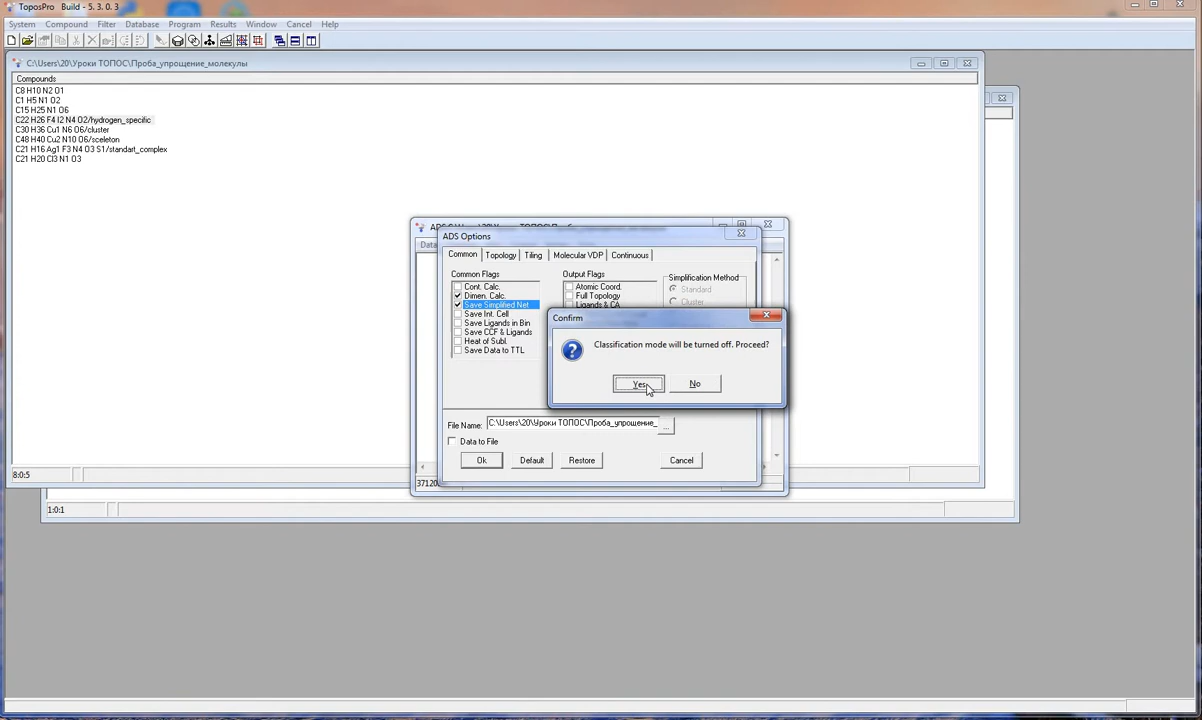 ToposPro Build - 5. 3. 0. 3
System Compound Filter Database Program Results Window Cancel Help
C:\Users\20\Уроки ТОПОС\Проба_упрощение_молекулы
Compounds
C8 H10 N2 O1
C1 H5 N1 O2
C15 H25 N1 O6
C22 H26 F4 I2 N4 O2/hydrogen_specific
C30 H36 Cu1 N6 O6/cluster
C48 H40 Cu2 N10 O6/sceleton
C21 H16 Ag1 F3 N4 O3 S1/standart_complex
C21 H20 Cl3 N1 O3
ADS Options
Common Topology Tiling Molecular VDP Continuous
Common Flags Output Flags Simplification Method
Cont. Calc. Atomic Coord. Standard
Dimen. Calc. Full Topology Cluster
Save Simplified Net Ligands & CA
Save Int. Cell
Save Ligands in Bin
Save CCF & Ligands
Heat of Subl.
Save Data to TTL
Confirm
Classification mode will be turned off. Proceed?
Yes No
File Name: C:\Users\20\Уроки ТОПОС\Проба_упрощение_ ...
Data to File
Ok Default Restore Cancel
8:0:5
1:0:1